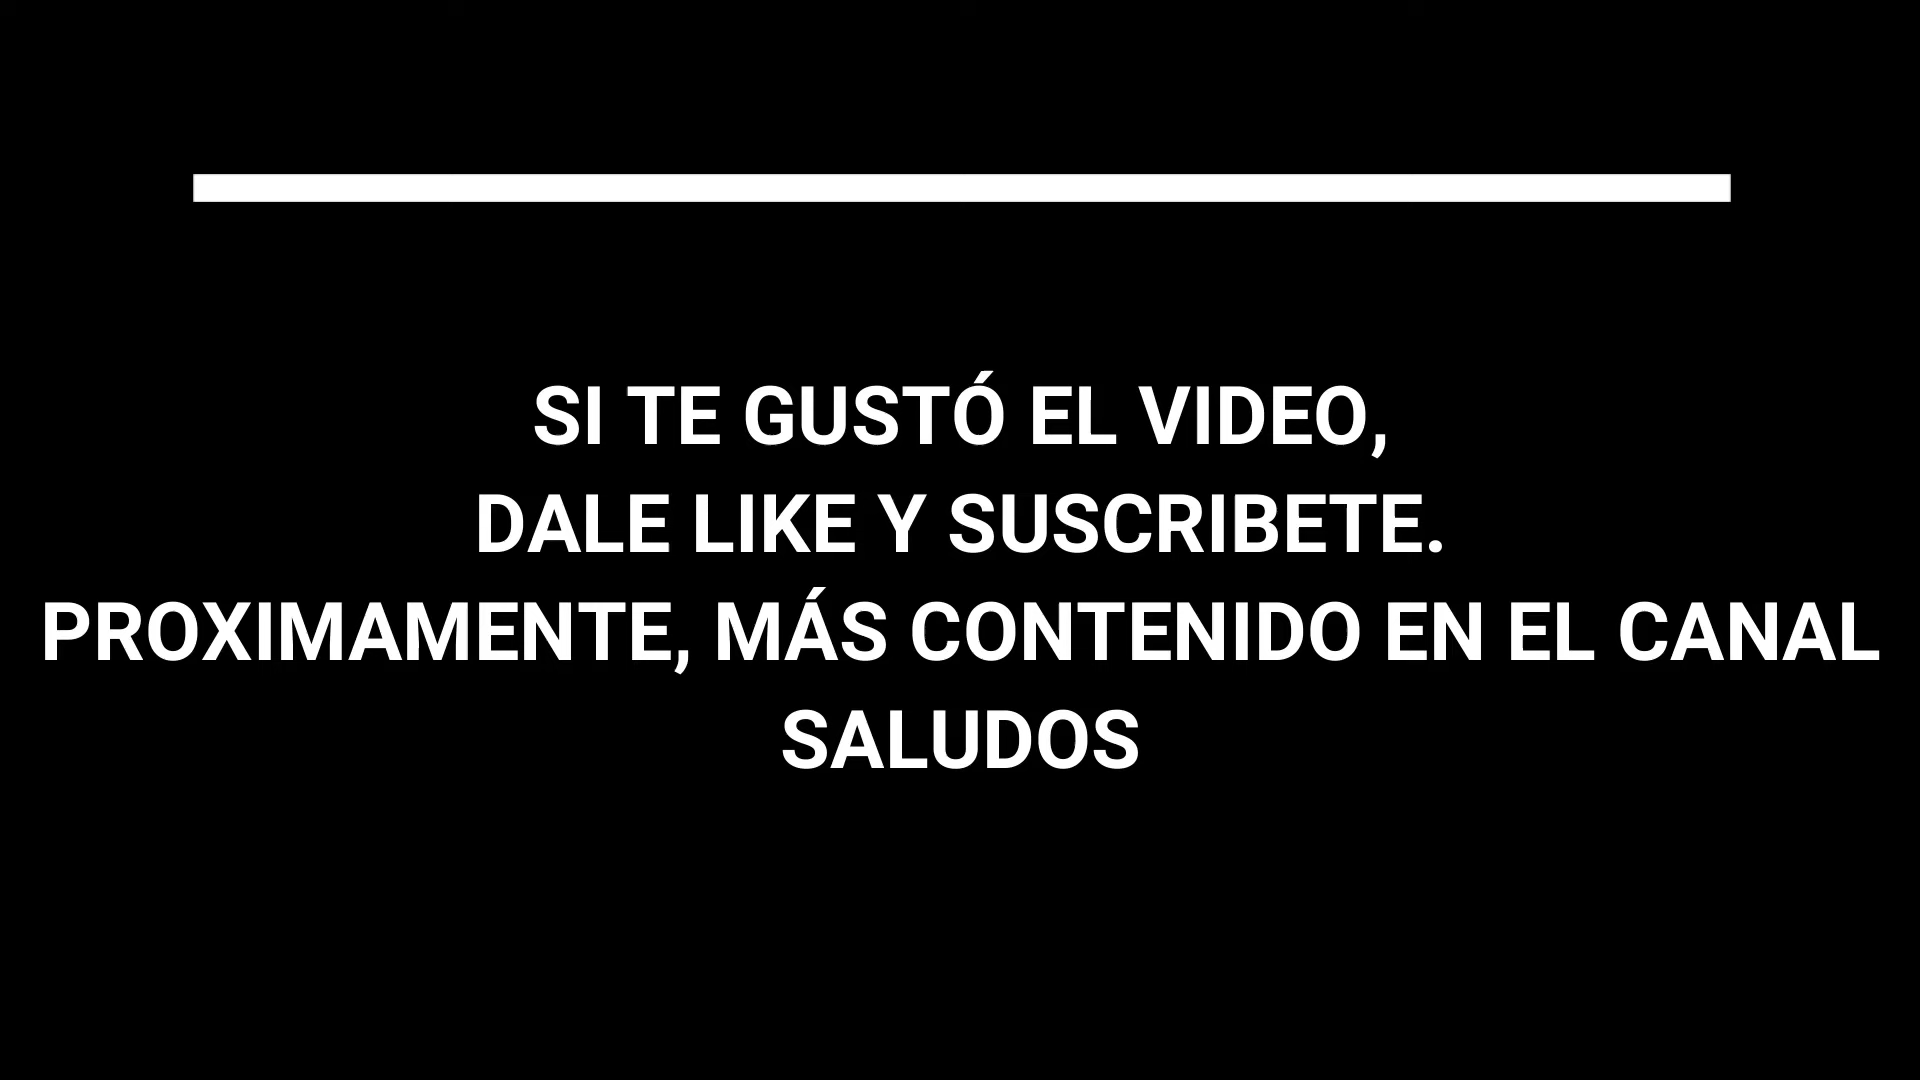 SI TE GUSTÓ EL VIDEO,
DALE LIKE Y SUSCRIBETE.
PROXIMAMENTE, MÁS CONTENIDO EN EL CANAL
SALUDOS